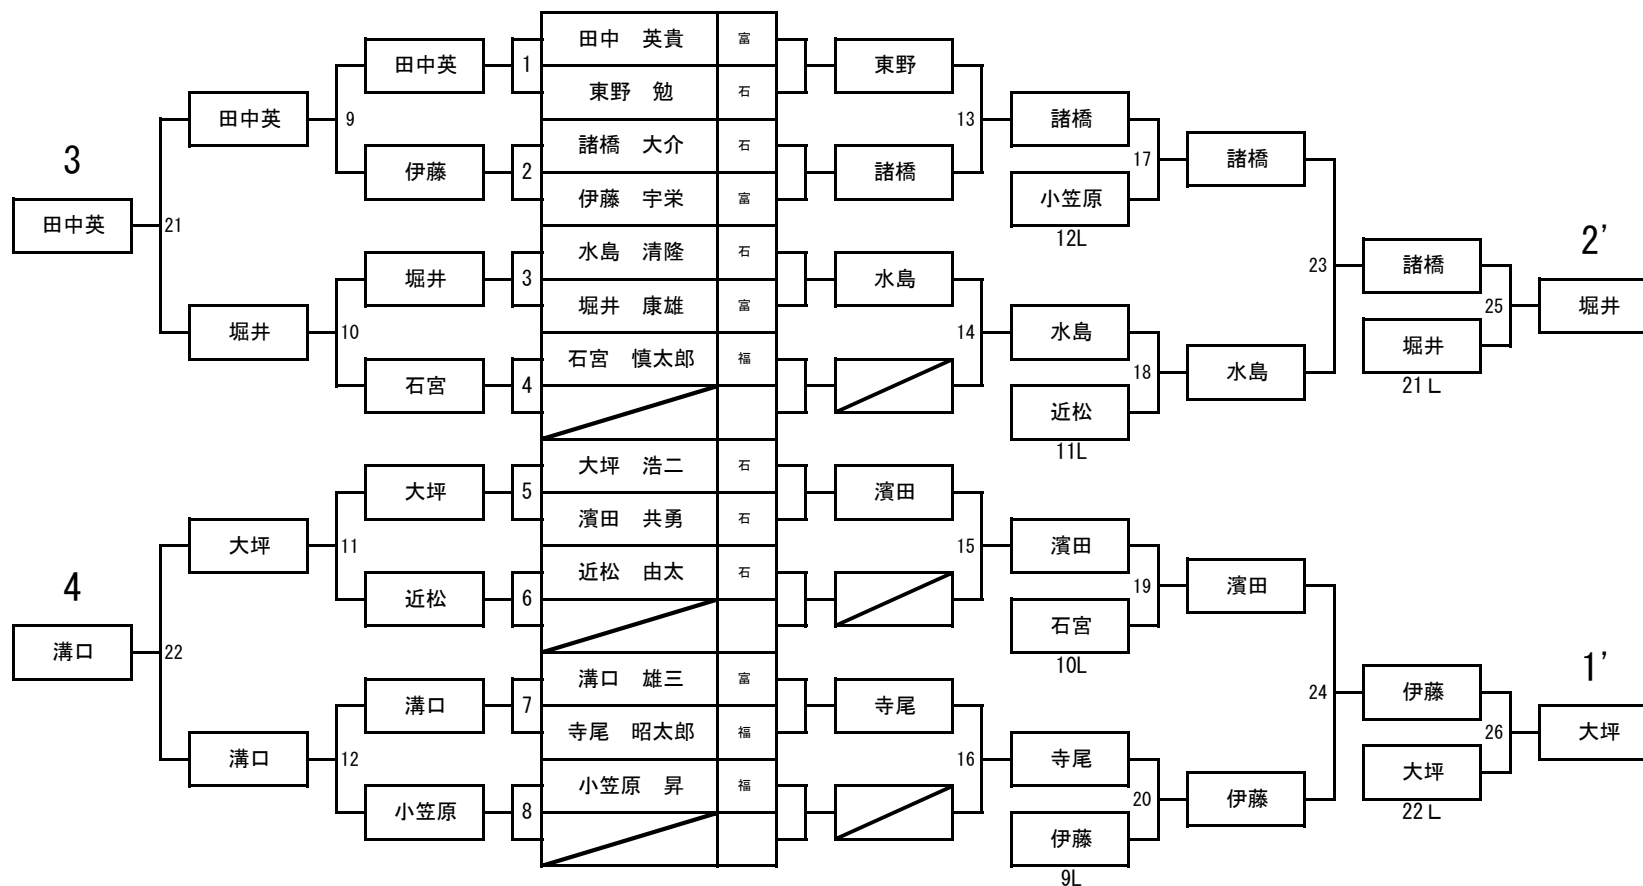 田中　英貴 富
田中英 1 東野
東野　勉 石
田中英 9 13 諸橋
諸橋　大介 石
3 伊藤 2 諸橋 17 諸橋
伊藤　宇栄 富 小笠原
田中英 21 12L
水島　清隆 石 2'
堀井 3 水島 23 諸橋
堀井　康雄 富 25 堀井
堀井 10 14 水島 堀井
石宮　慎太郎 福
石宮 4 18 水島 21Ｌ
近松
11L
大坪　浩二 石
大坪 5 濱田
濱田　共勇 石
大坪 11 15 濱田
近松　由太 石
4 近松 6 19 濱田
石宮
溝口 22 10L
溝口　雄三 富 1'
溝口 7 寺尾 24 伊藤
寺尾　昭太郎 福 26 大坪
溝口 12 16 寺尾 大坪
小笠原　昇 福
小笠原 8 20 伊藤 22Ｌ
伊藤
9L